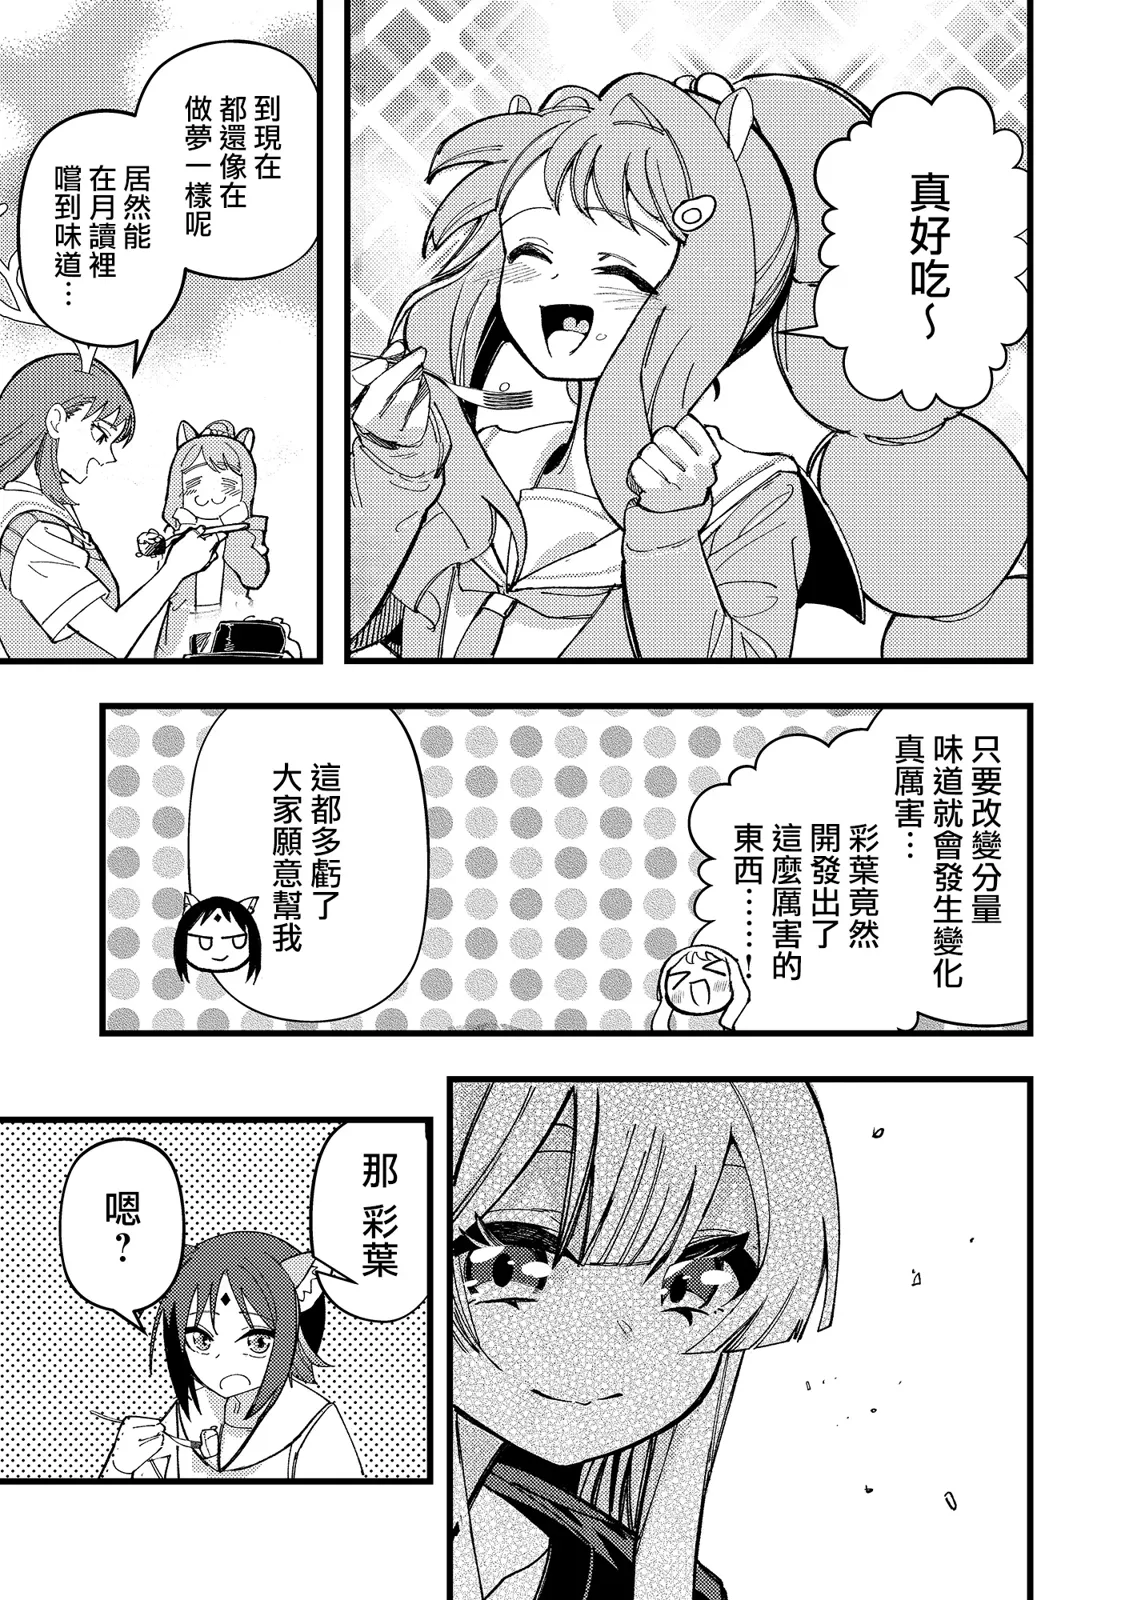 真好吃～
到現在
都還像在
做夢一樣呢
居然能
在月讀裡
嚐到味道…
只要改變分量
味道就會發生變化
真厲害…
彩葉竟然
開發出了
這麼厲害的
東西……！
這都多虧了
大家願意幫我
那 彩葉
嗯？